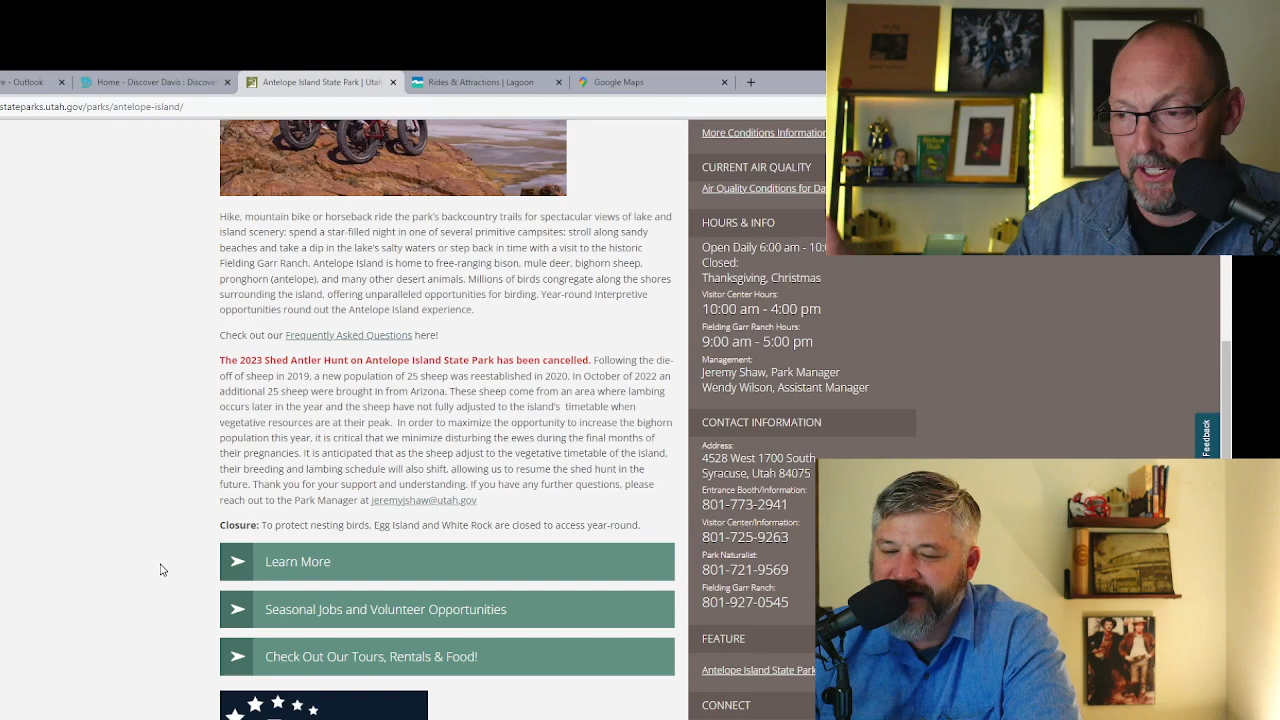 re - Outlook
Home - Discover Davis : Discove
Antelope Island State Park | Utah
Rides & Attractions | Lagoon
Google Maps
stateparks.utah.gov/parks/antelope-island/
Hike, mountain bike or horseback ride the park's backcountry trails for spectacular views of lake and
island scenery; spend a star-filled night in one of several primitive campsites; stroll along sandy
beaches and take a dip in the lake's salty waters or step back in time with a visit to the historic
Fielding Garr Ranch. Antelope Island is home to free-ranging bison, mule deer, bighorn sheep,
pronghorn (antelope), and many other desert animals. Millions of birds congregate along the shores
surrounding the island, offering unparalleled opportunities for birding. Year-round Interpretive
opportunities round out the Antelope Island experience.
Check out our Frequently Asked Questions here!
The 2023 Shed Antler Hunt on Antelope Island State Park has been cancelled. Following the die-
off of sheep in 2019, a new population of 25 sheep was reestablished in 2020. In October of 2022 an
additional 25 sheep were brought in from Arizona. These sheep come from an area where lambing
occurs later in the year and the sheep have not fully adjusted to the island's timetable when
vegetative resources are at their peak. In order to maximize the opportunity to increase the bighorn
population this year, it is critical that we minimize disturbing the ewes during the final months of
their pregnancies. It is anticipated that as the sheep adjust to the vegetative timetable of the island,
their breeding and lambing schedule will also shift, allowing us to resume the shed hunt in the
future. Thank you for your support and understanding. If you have any further questions, please
reach out to the Park Manager at jeremyjshaw@utah.gov
Closure: To protect nesting birds, Egg Island and White Rock are closed to access year-round.
Learn More
Seasonal Jobs and Volunteer Opportunities
Check Out Our Tours, Rentals & Food!
More Conditions Information
CURRENT AIR QUALITY
Air Quality Conditions for Da
HOURS & INFO
Open Daily 6:00 am - 10:0
Closed:
Thanksgiving, Christmas
Visitor Center Hours:
10:00 am - 4:00 pm
Fielding Garr Ranch Hours:
9:00 am - 5:00 pm
Management:
Jeremy Shaw, Park Manager
Wendy Wilson, Assistant Manager
CONTACT INFORMATION
Address:
4528 West 1700 South
Syracuse, Utah 84075
Entrance Booth/Information:
801-773-2941
Visitor Center/Information:
801-725-9263
Park Naturalist:
801-721-9569
Fielding Garr Ranch:
801-927-0545
FEATURE
Antelope Island State Park
CONNECT
Feedback